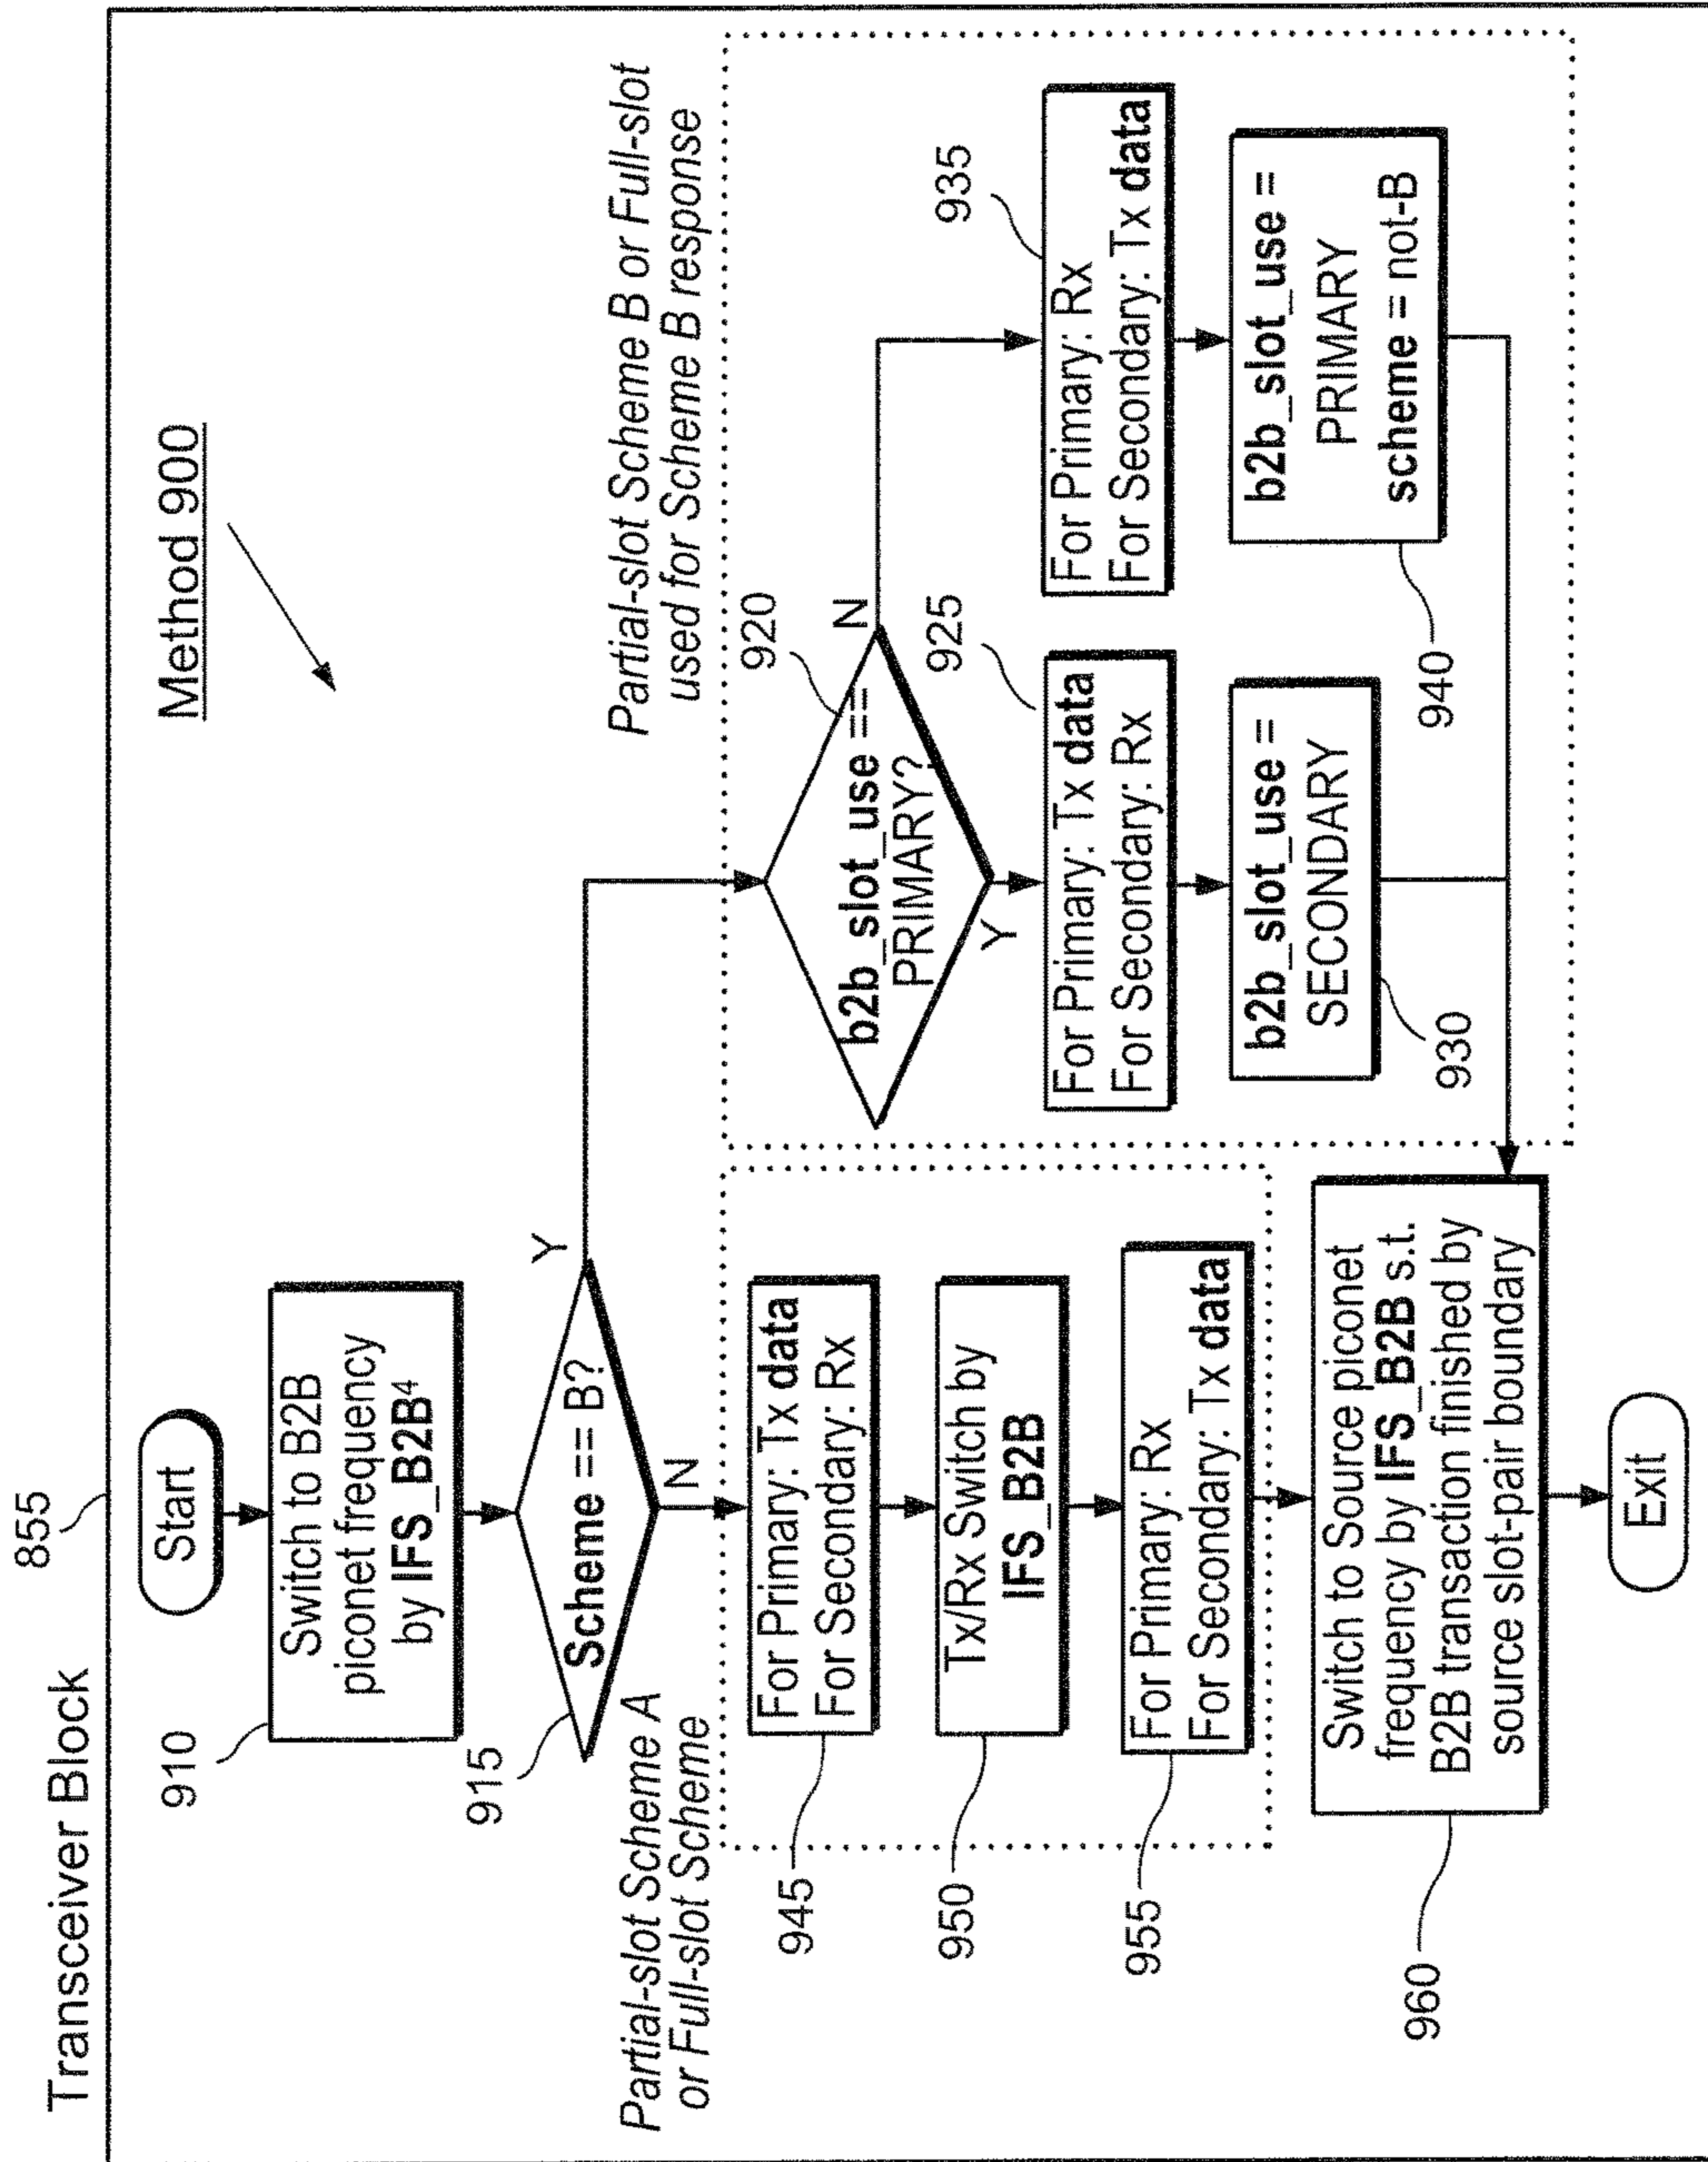 Transceiver Block
855
Method 900
Start
910
Switch to B2B
piconet frequency
by IFS_B2B⁴
915
Scheme == B?
Y
N
Partial-slot Scheme A
or Full-slot Scheme
945
For Primary: Tx data
For Secondary: Rx
950
Tx/Rx Switch by
IFS_B2B
955
For Primary: Rx
For Secondary: Tx data
Partial-slot Scheme B or Full-slot
used for Scheme B response
920
b2b_slot_use ==
PRIMARY?
Y
N
925
For Primary: Tx data
For Secondary: Rx
930
b2b_slot_use =
SECONDARY
935
For Primary: Rx
For Secondary: Tx data
940
b2b_slot_use =
PRIMARY
scheme = not-B
960
Switch to Source piconet
frequency by IFS_B2B s.t.
B2B transaction finished by
source slot-pair boundary
Exit